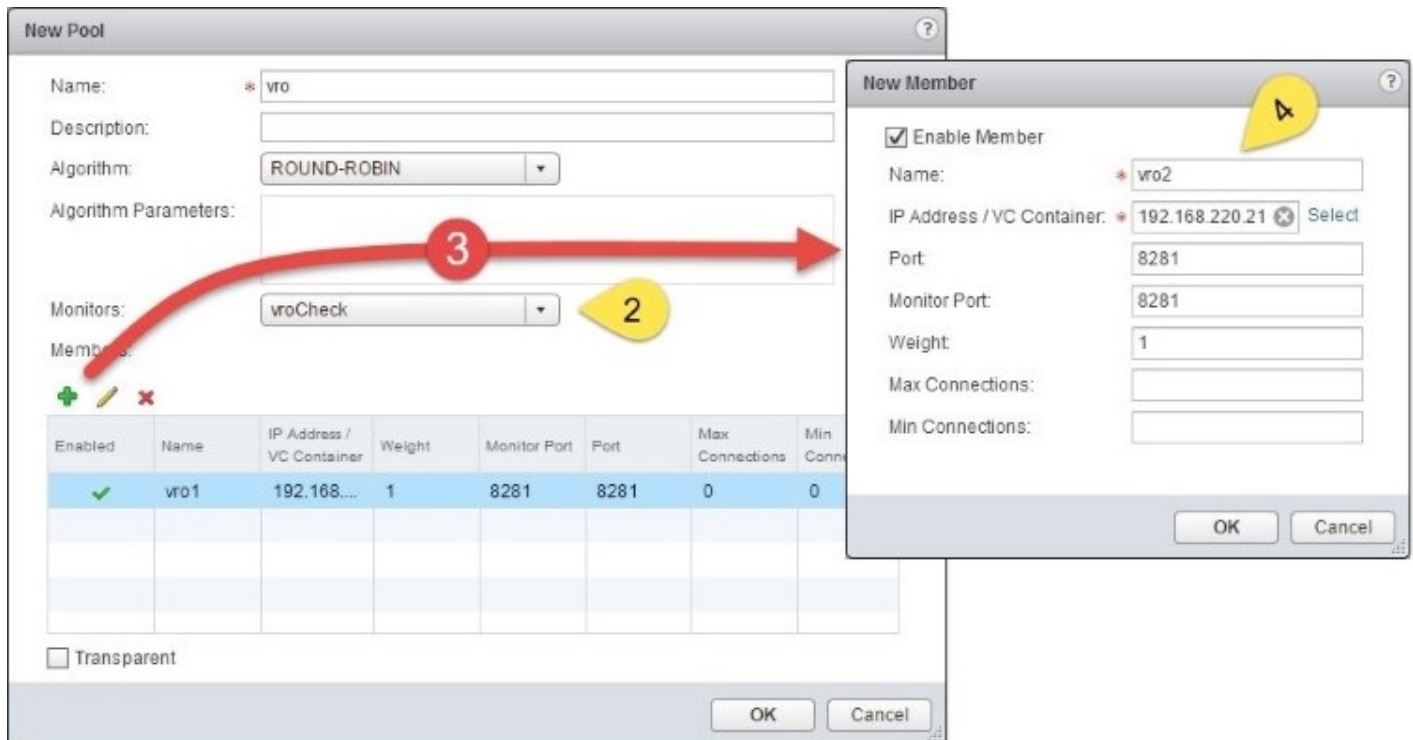 New Pool
Name: * vro
Description:
Algorithm: ROUND-ROBIN
Algorithm Parameters:
3
Monitors: vroCheck
2
Members:
Enabled Name IP Address / VC Container Weight Monitor Port Port Max Connections Min
vro1 192.168.... 1 8281 8281 0 0
Transparent
OK Cancel
New Member
4
Enable Member
Name: * vro2
IP Address / VC Container: * 192.168.220.21 Select
Port: 8281
Monitor Port: 8281
Weight: 1
Max Connections:
Min Connections:
OK Cancel